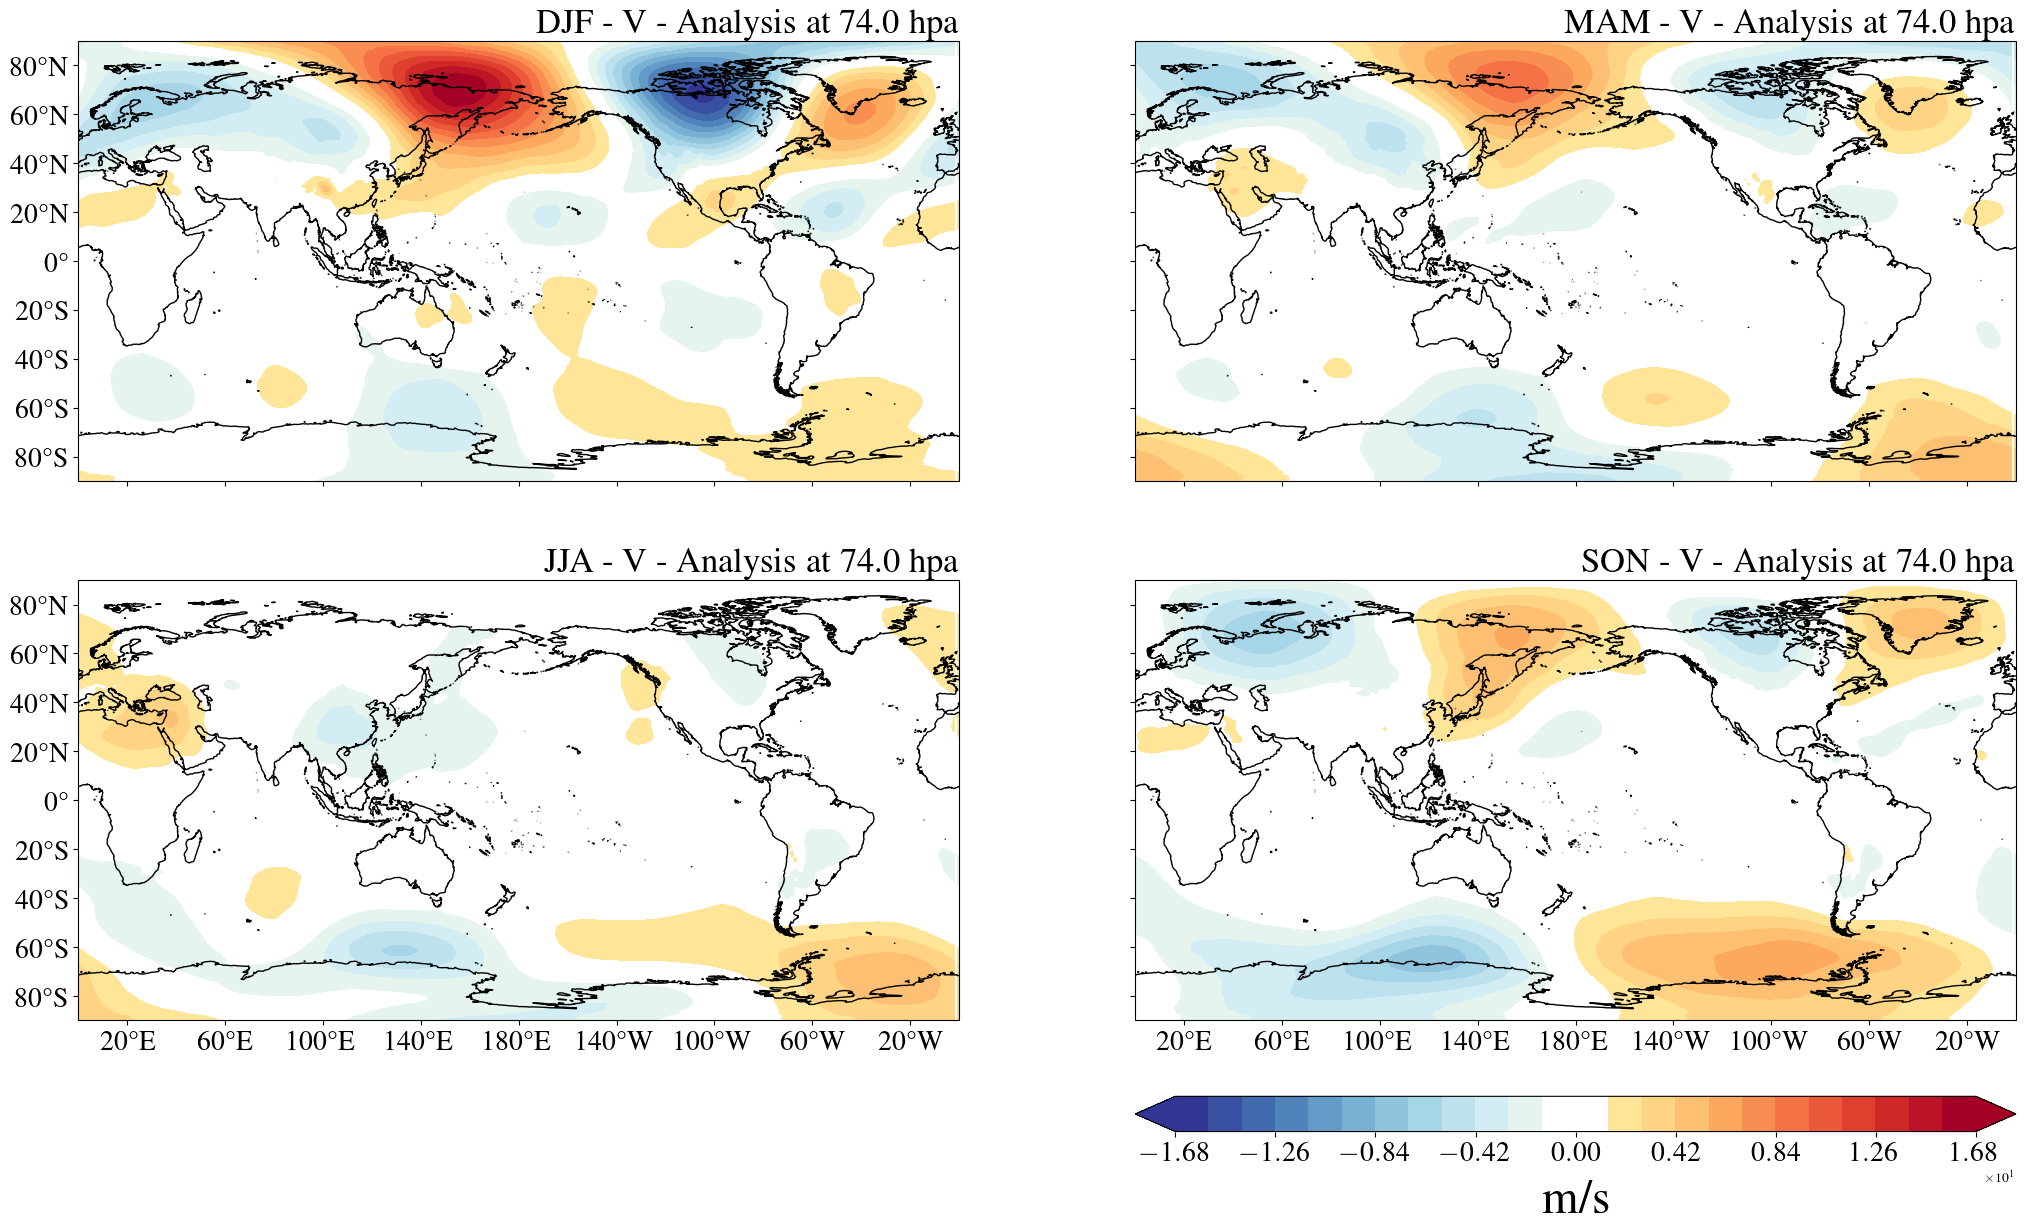 DJF - V - Analysis at 74.0 hpa
MAM - V - Analysis at 74.0 hpa
80°N
60°N
40°N
20°N
0°
20°S
40°S
60°S
80°S
JJA - V - Analysis at 74.0 hpa
SON - V - Analysis at 74.0 hpa
80°N
60°N
40°N
20°N
0°
20°S
40°S
60°S
80°S
20°E 60°E 100°E 140°E 180°E 140°W 100°W 60°W 20°W
20°E 60°E 100°E 140°E 180°E 140°W 100°W 60°W 20°W
−1.68 −1.26 −0.84 −0.42 0.00 0.42 0.84 1.26 1.68
×10¹
m/s